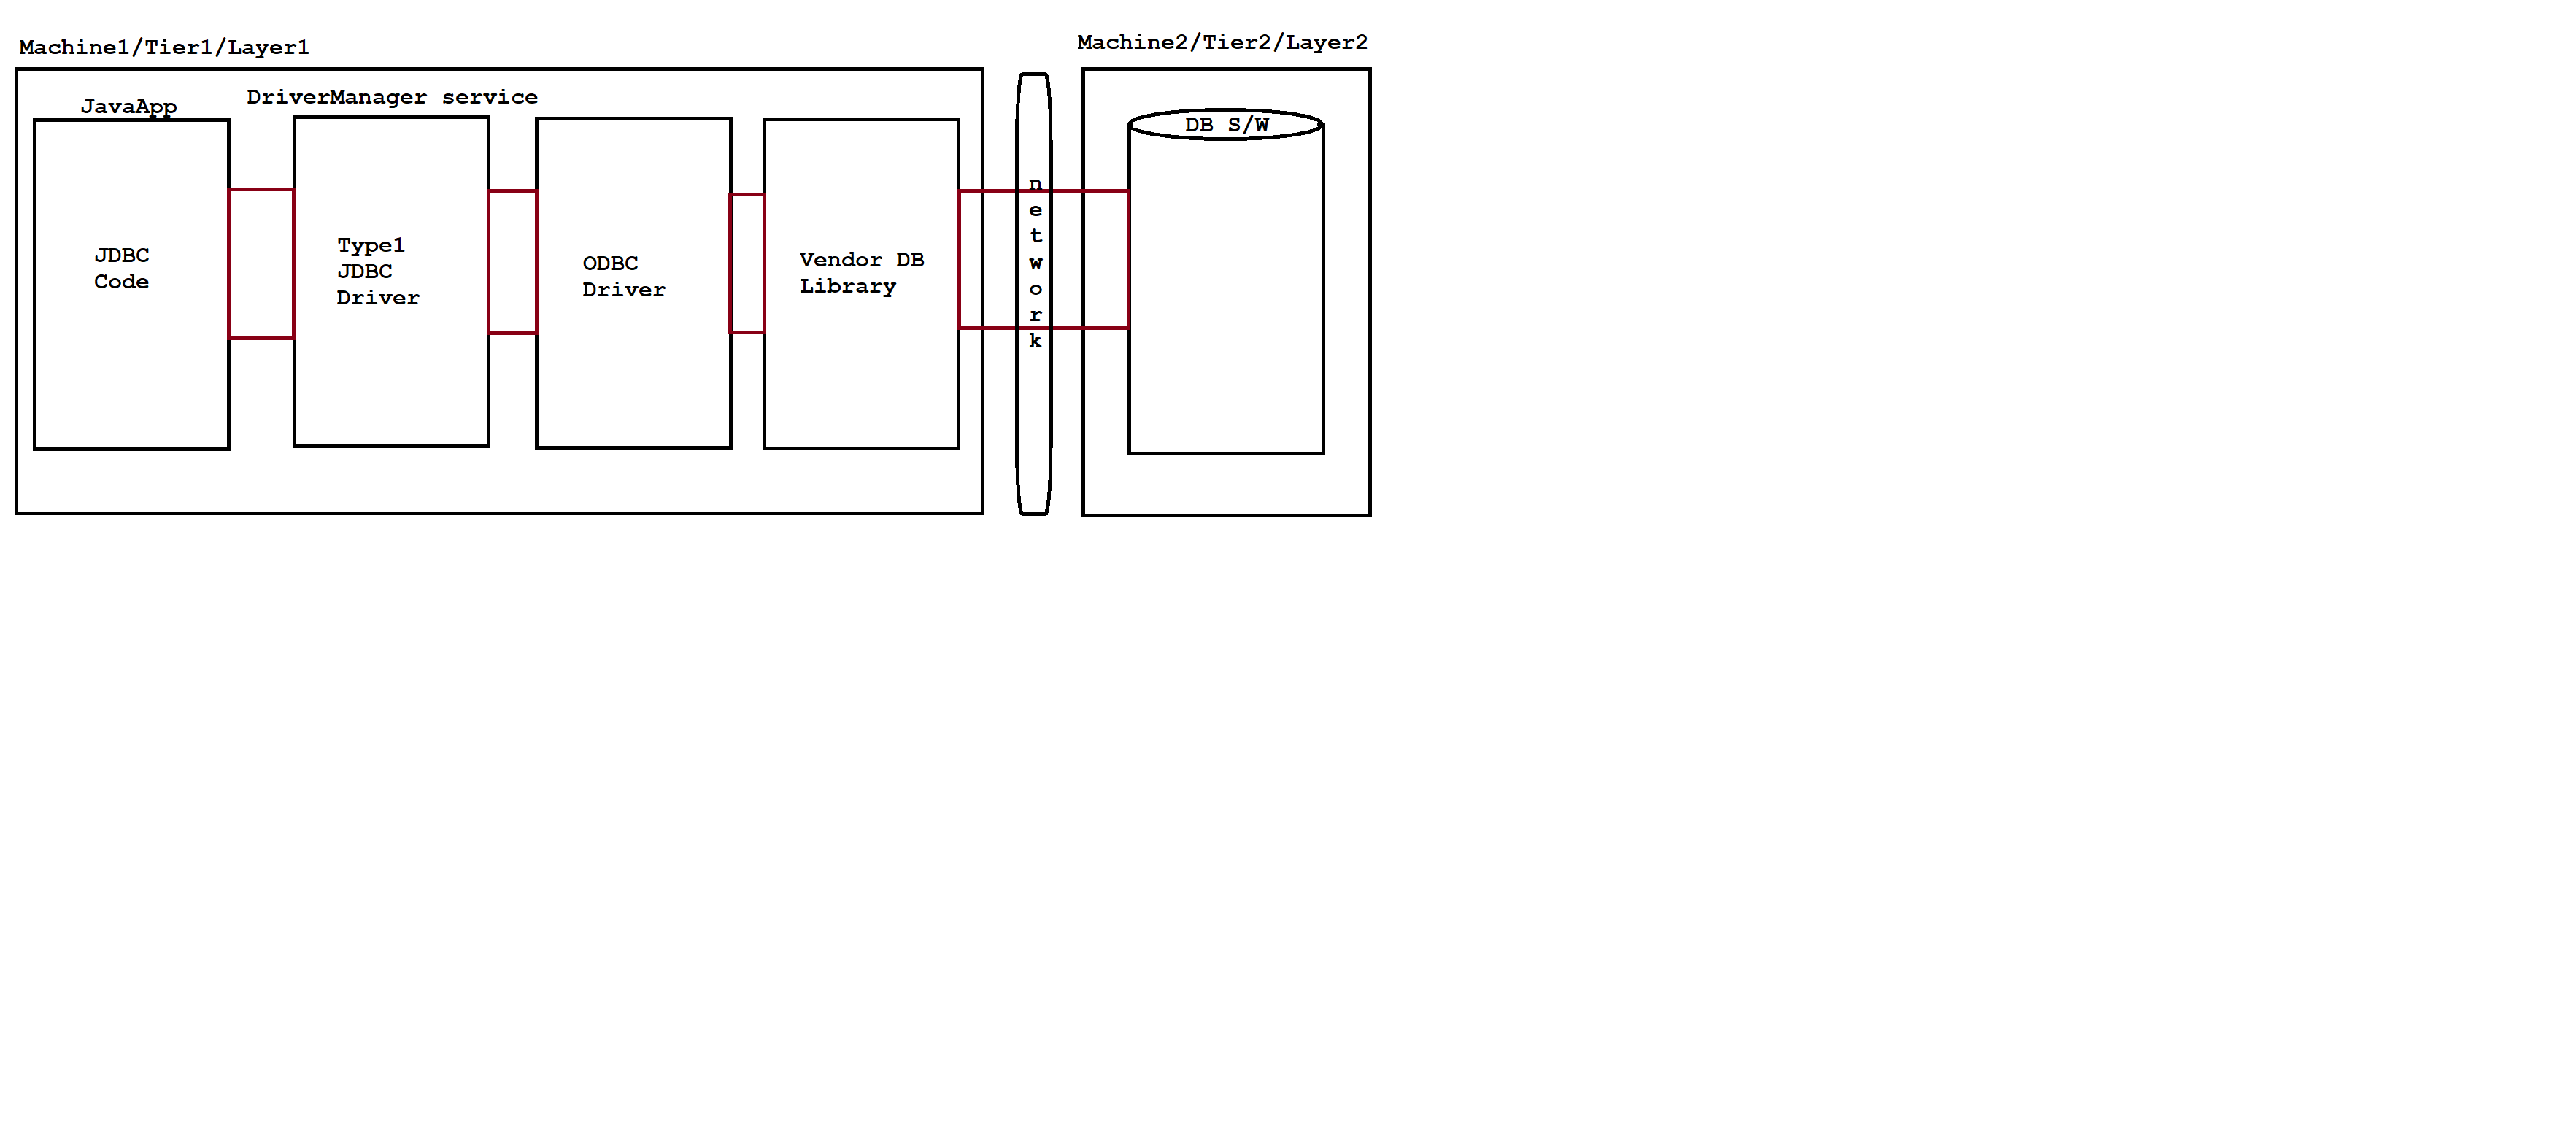 Machine1/Tier1/Layer1
Machine2/Tier2/Layer2
JavaApp
DriverManager service
DB S/W
JDBC
Code
Type1
JDBC
Driver
ODBC
Driver
Vendor DB
Library
n
e
t
w
o
r
k